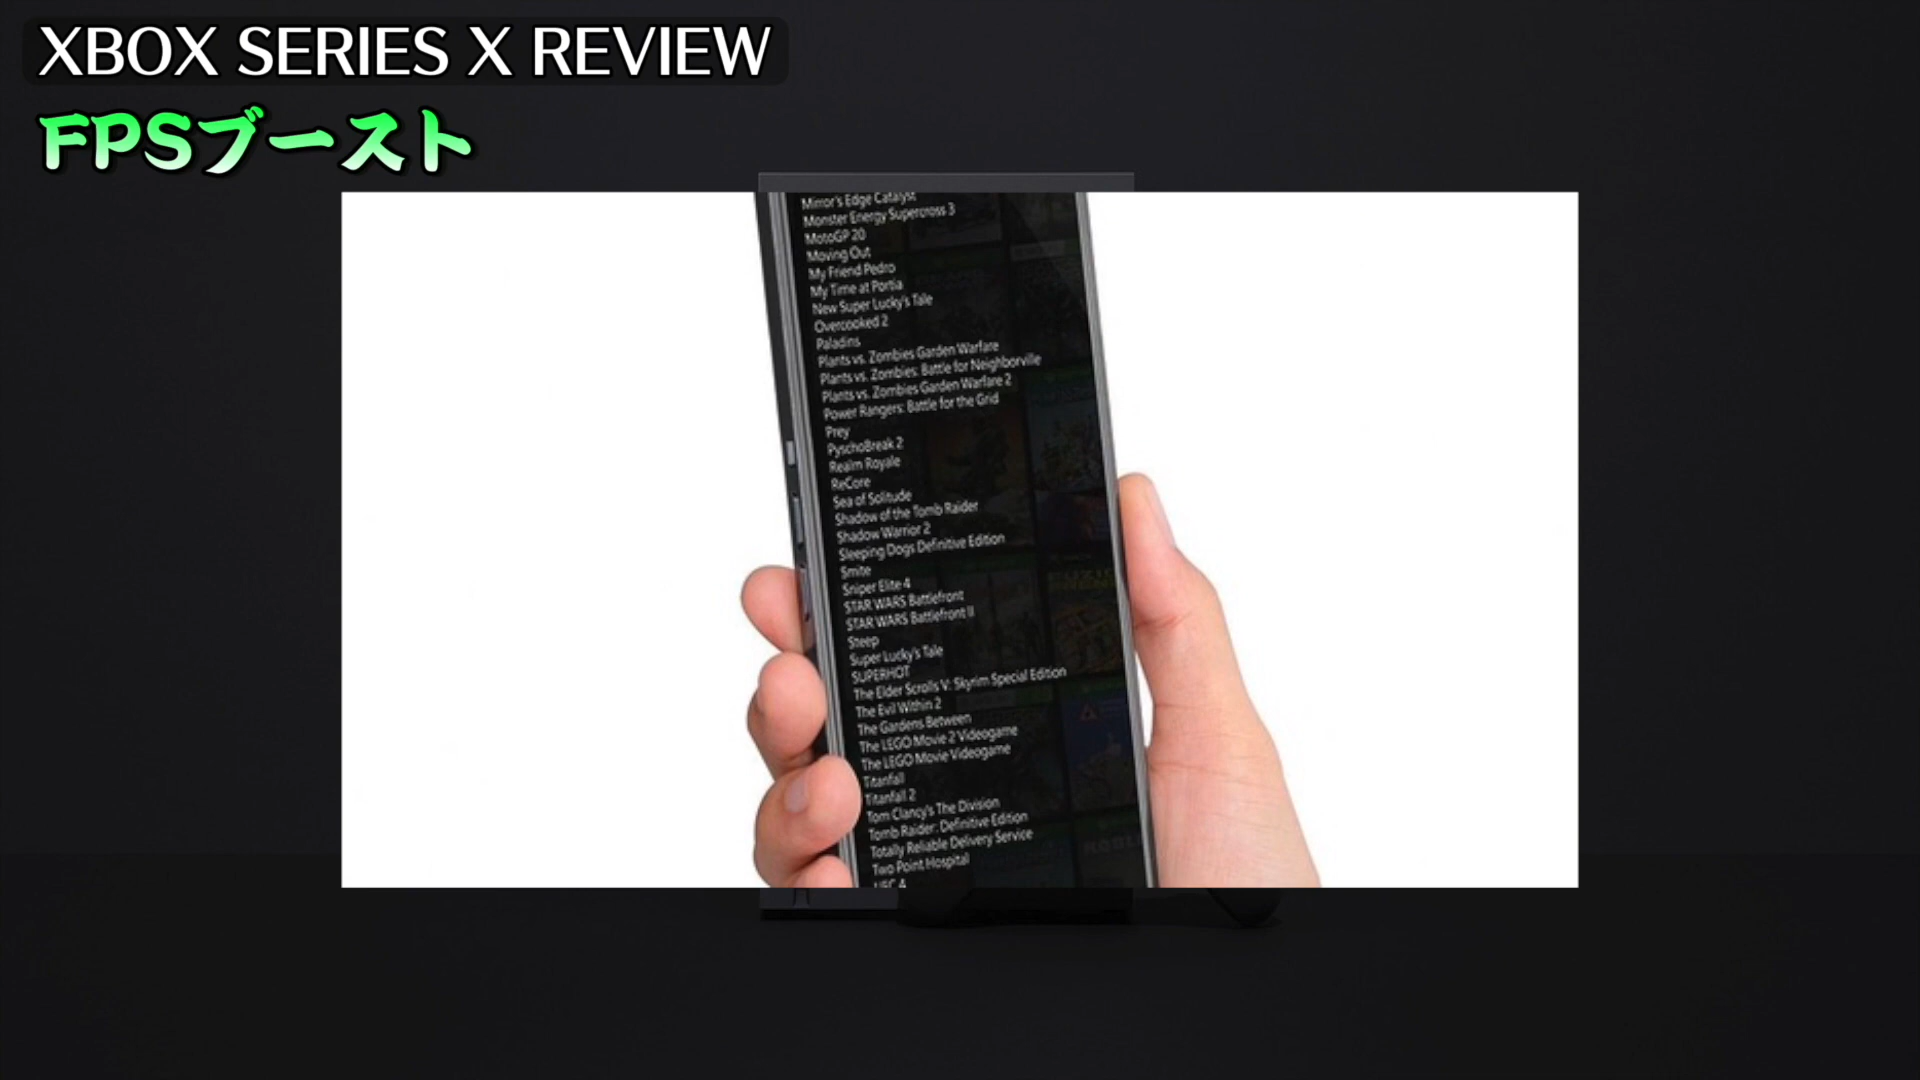 XBOX SERIES X REVIEW
FPSブースト
Mirror's Edge Catalyst
Monster Energy Supercross 3
MotoGP 20
Moving Out
My Friend Pedro
My Time at Portia
New Super Lucky's Tale
Overcooked 2
Paladins
Plants vs. Zombies Garden Warfare
Plants vs. Zombies: Battle for Neighborville
Plants vs. Zombies Garden Warfare 2
Power Rangers: Battle for the Grid
Prey
PyschoBreak 2
Realm Royale
ReCore
Sea of Solitude
Shadow of the Tomb Raider
Shadow Warrior 2
Sleeping Dogs Definitive Edition
Smite
Sniper Elite 4
STAR WARS Battlefront
STAR WARS Battlefront II
Steep
Super Lucky's Tale
SUPERHOT
The Elder Scrolls V: Skyrim Special Edition
The Evil Within 2
The Gardens Between
The LEGO Movie 2 Videogame
The LEGO Movie Videogame
Titanfall
Titanfall 2
Tom Clancy's The Division
Tomb Raider: Definitive Edition
Totally Reliable Delivery Service
Two Point Hospital
UFC 4